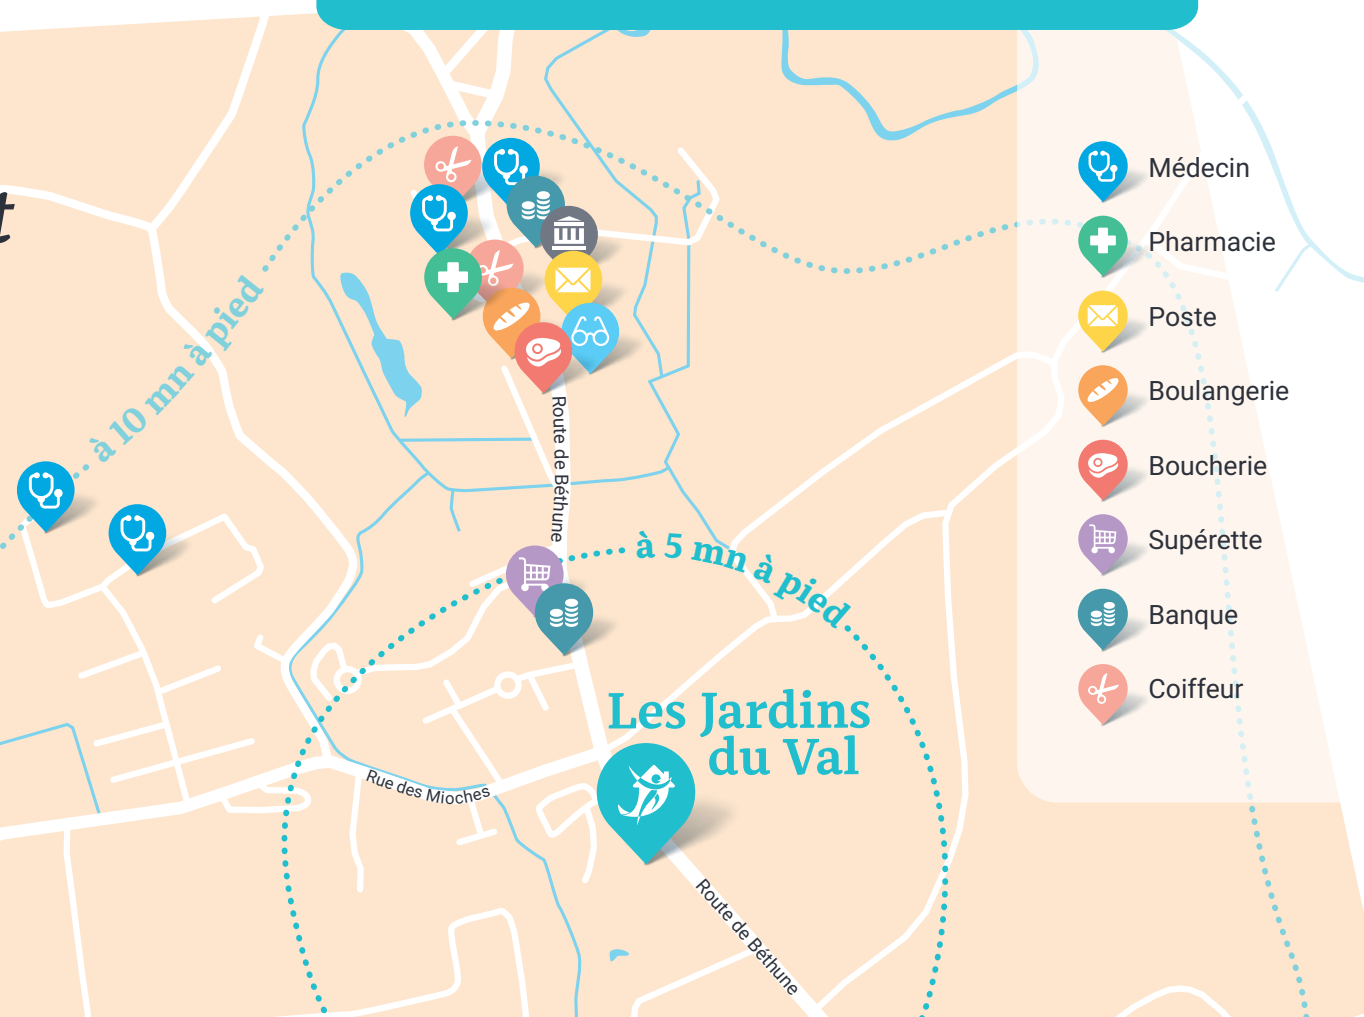 t
à 10 mn à pied
Route de Béthune
à 5 mn à pied
Les Jardins
du Val
Rue des Mioches
Route de Béthune
Médecin
Pharmacie
Poste
Boulangerie
Boucherie
Supérette
Banque
Coiffeur